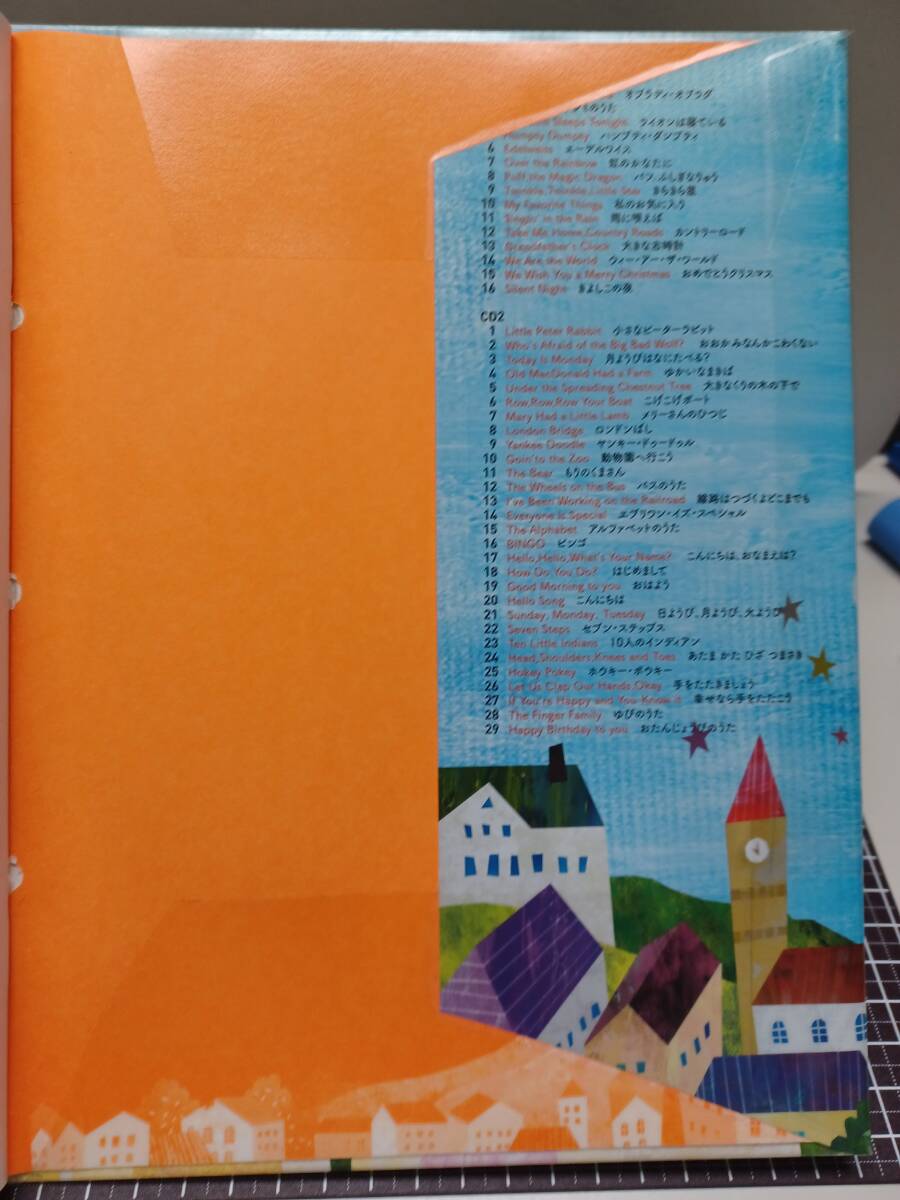 オブラディ・オブラダ
のうた
Sleeps Tonight ライオンは寝ている
Humpty Dumpty ハンプティ・ダンプティ
6 Edelweiss エーデルワイス
7 Over the Rainbow 虹のかなたに
8 Puff the Magic Dragon パフ、ふしぎなりゅう
9 Twinkle,Twinkle,Little Star きらきら星
10 My Favorite Things 私のお気に入り
11 Singin' in the Rain 雨に唄えば
12 Take Me Home,Country Roads カントリーロード
13 Grandfather's Clock 大きな古時計
14 We Are the World ウィー・アー・ザ・ワールド
15 We Wish You a Merry Christmas おめでとうクリスマス
16 Silent Night きよしこの夜
CD2
1 Little Peter Rabbit 小さなピーターラビット
2 Who's Afraid of the Big Bad Wolf? おおかみなんかこわくない
3 Today Is Monday 月ようびはなにたべる?
4 Old MacDonald Had a Farm ゆかいなまきば
5 Under the Spreading Chestnut Tree 大きなくりの木の下で
6 Row,Row,Row Your Boat こげこげボート
7 Mary Had a Little Lamb メリーさんのひつじ
8 London Bridge ロンドンばし
9 Yankee Doodle ヤンキー・ドゥードゥル
10 Goin'to the Zoo 動物園へ行こう
11 The Bear もりのくまさん
12 The Wheels on the Bus バスのうた
13 I've Been Working on the Railroad 線路はつづくよどこまでも
14 Everyone is Special エブリワン・イズ・スペシャル
15 The Alphabet アルファベットのうた
16 BINGO ビンゴ
17 Hello,Hello,What's Your Name? こんにちは、おなまえは?
18 How Do You Do? はじめまして
19 Good Morning to you おはよう
20 Hello Song こんにちは
21 Sunday, Monday, Tuesday 日ようび、月ようび、火ようび
22 Seven Steps セブン・ステップス
23 Ten Little Indians 10人のインディアン
24 Head,Shoulders,Knees and Toes あたま かた ひざ つまさき
25 Hokey Pokey ホウキー・ポウキー
26 Let Us Clap Our Hands Okay 手をたたきましょう
27 If You're Happy and You Know It 幸せなら手をたたこう
28 The Finger Family ゆびのうた
29 Happy Birthday to you おたんじょうびのうた